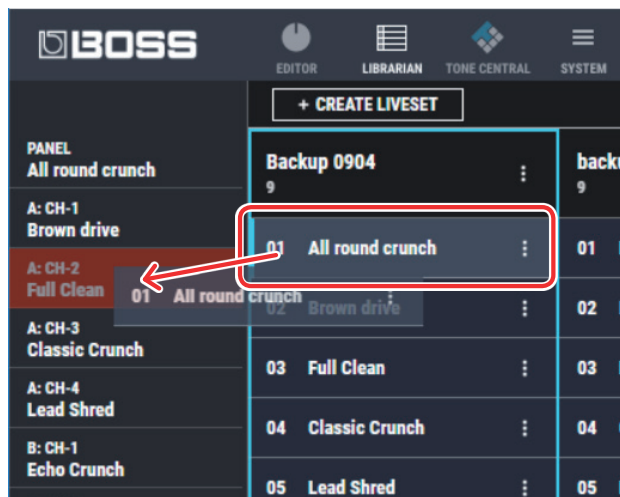 BOSS
EDITOR
LIBRARIAN
TONE CENTRAL
SYSTEM
+ CREATE LIVESET
PANEL
All round crunch
A: CH-1
Brown drive
A: CH-2
Full Clean
A: CH-3
Classic Crunch
A: CH-4
Lead Shred
B: CH-1
Echo Crunch
Backup 0904
9
01 All round crunch
01 All round crunch
02 Brown drive
03 Full Clean
04 Classic Crunch
05 Lead Shred
9
01
02
03
04
05